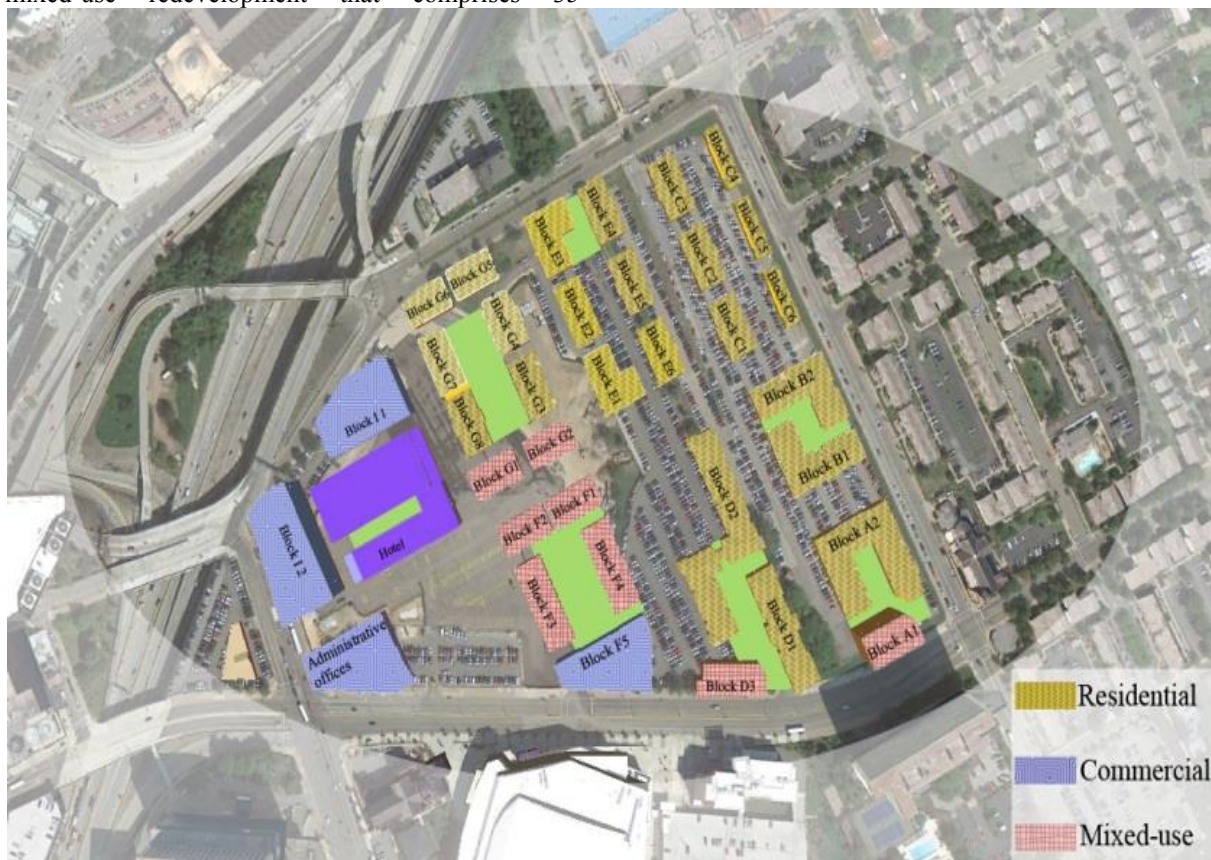 mixed-use redevelopment that comprises 35
Block C4
Block C3
Block C5
Block E4
Block E3
Block C2
Block G5
Block E5
Block G6
Block C6
Block G4
Block E2
Block C1
Block E6
Block G7
Block G3
Block E1
Block B2
Block I 1
Block G8
Block G2
Block B1
Block G1
Block D2
Block F1
Block F2
Block A2
Block I 2
Hotel
Block F4
Block F3
Block D1
Administrative
offices
Block F5
Block A1
Block D3
Residential
Commercial
Mixed-use